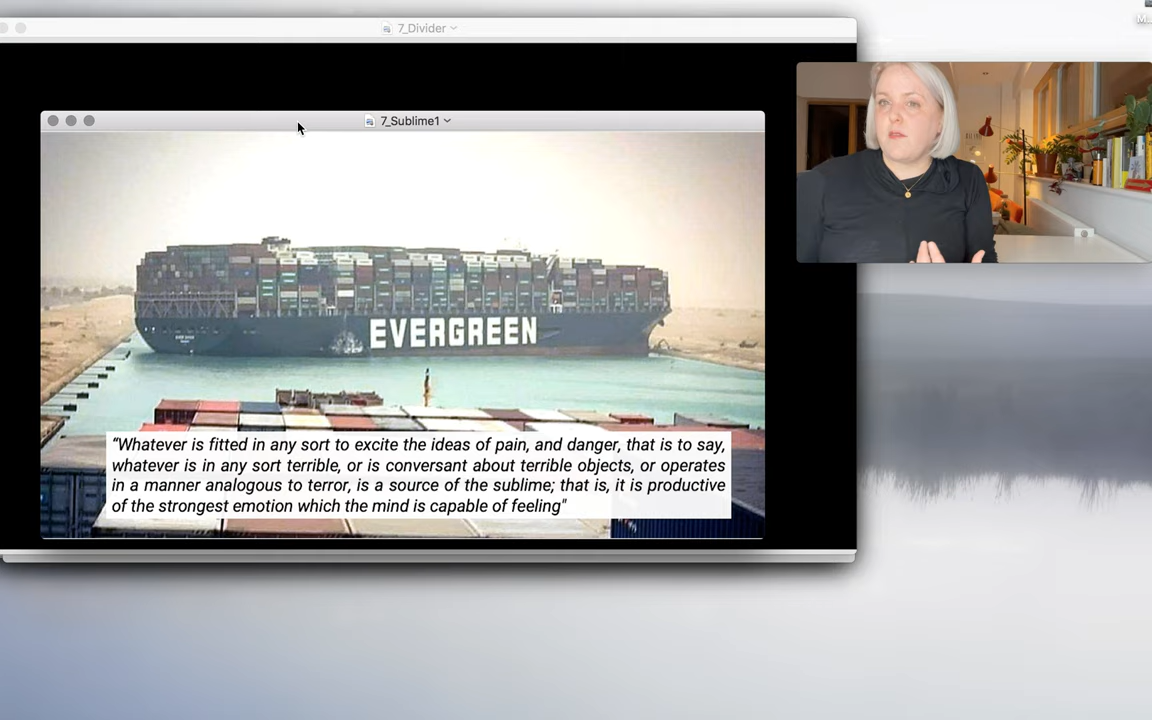 7_Divider
M...
7_Sublime1
EVERGREEN
“Whatever is fitted in any sort to excite the ideas of pain, and danger, that is to say,
whatever is in any sort terrible, or is conversant about terrible objects, or operates
in a manner analogous to terror, is a source of the sublime; that is, it is productive
of the strongest emotion which the mind is capable of feeling"